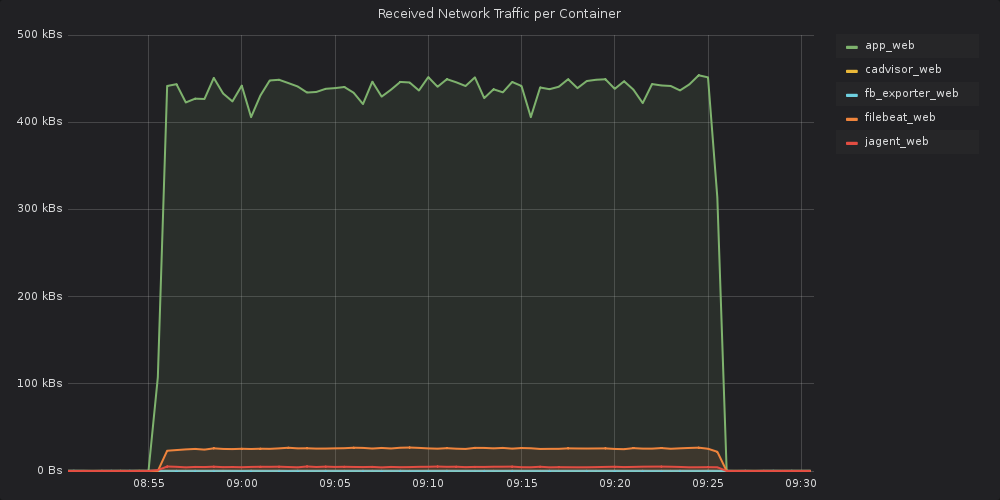 Received Network Traffic per Container
500 kBs
400 kBs
300 kBs
200 kBs
100 kBs
0 Bs
08:55 09:00 09:05 09:10 09:15 09:20 09:25 09:30
app_web
cadvisor_web
fb_exporter_web
filebeat_web
jagent_web